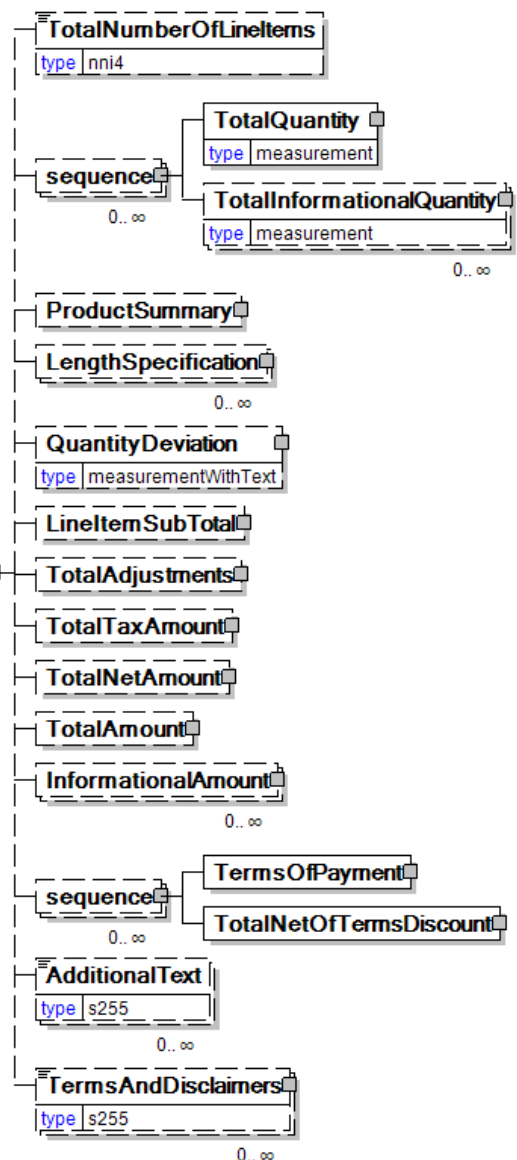 TotalNumberOfLineItems
type nni4
TotalQuantity
type measurement
sequence
0.. ∞
TotalInformationalQuantity
type measurement
0.. ∞
ProductSummary
LengthSpecification
0.. ∞
QuantityDeviation
type measurementWithText
LineItemSubTotal
TotalAdjustments
TotalTaxAmount
TotalNetAmount
TotalAmount
InformationalAmount
0.. ∞
TermsOfPayment
sequence
0.. ∞
TotalNetOfTermsDiscount
AdditionalText
type s255
0.. ∞
TermsAndDisclaimers
type s255
0.. ∞